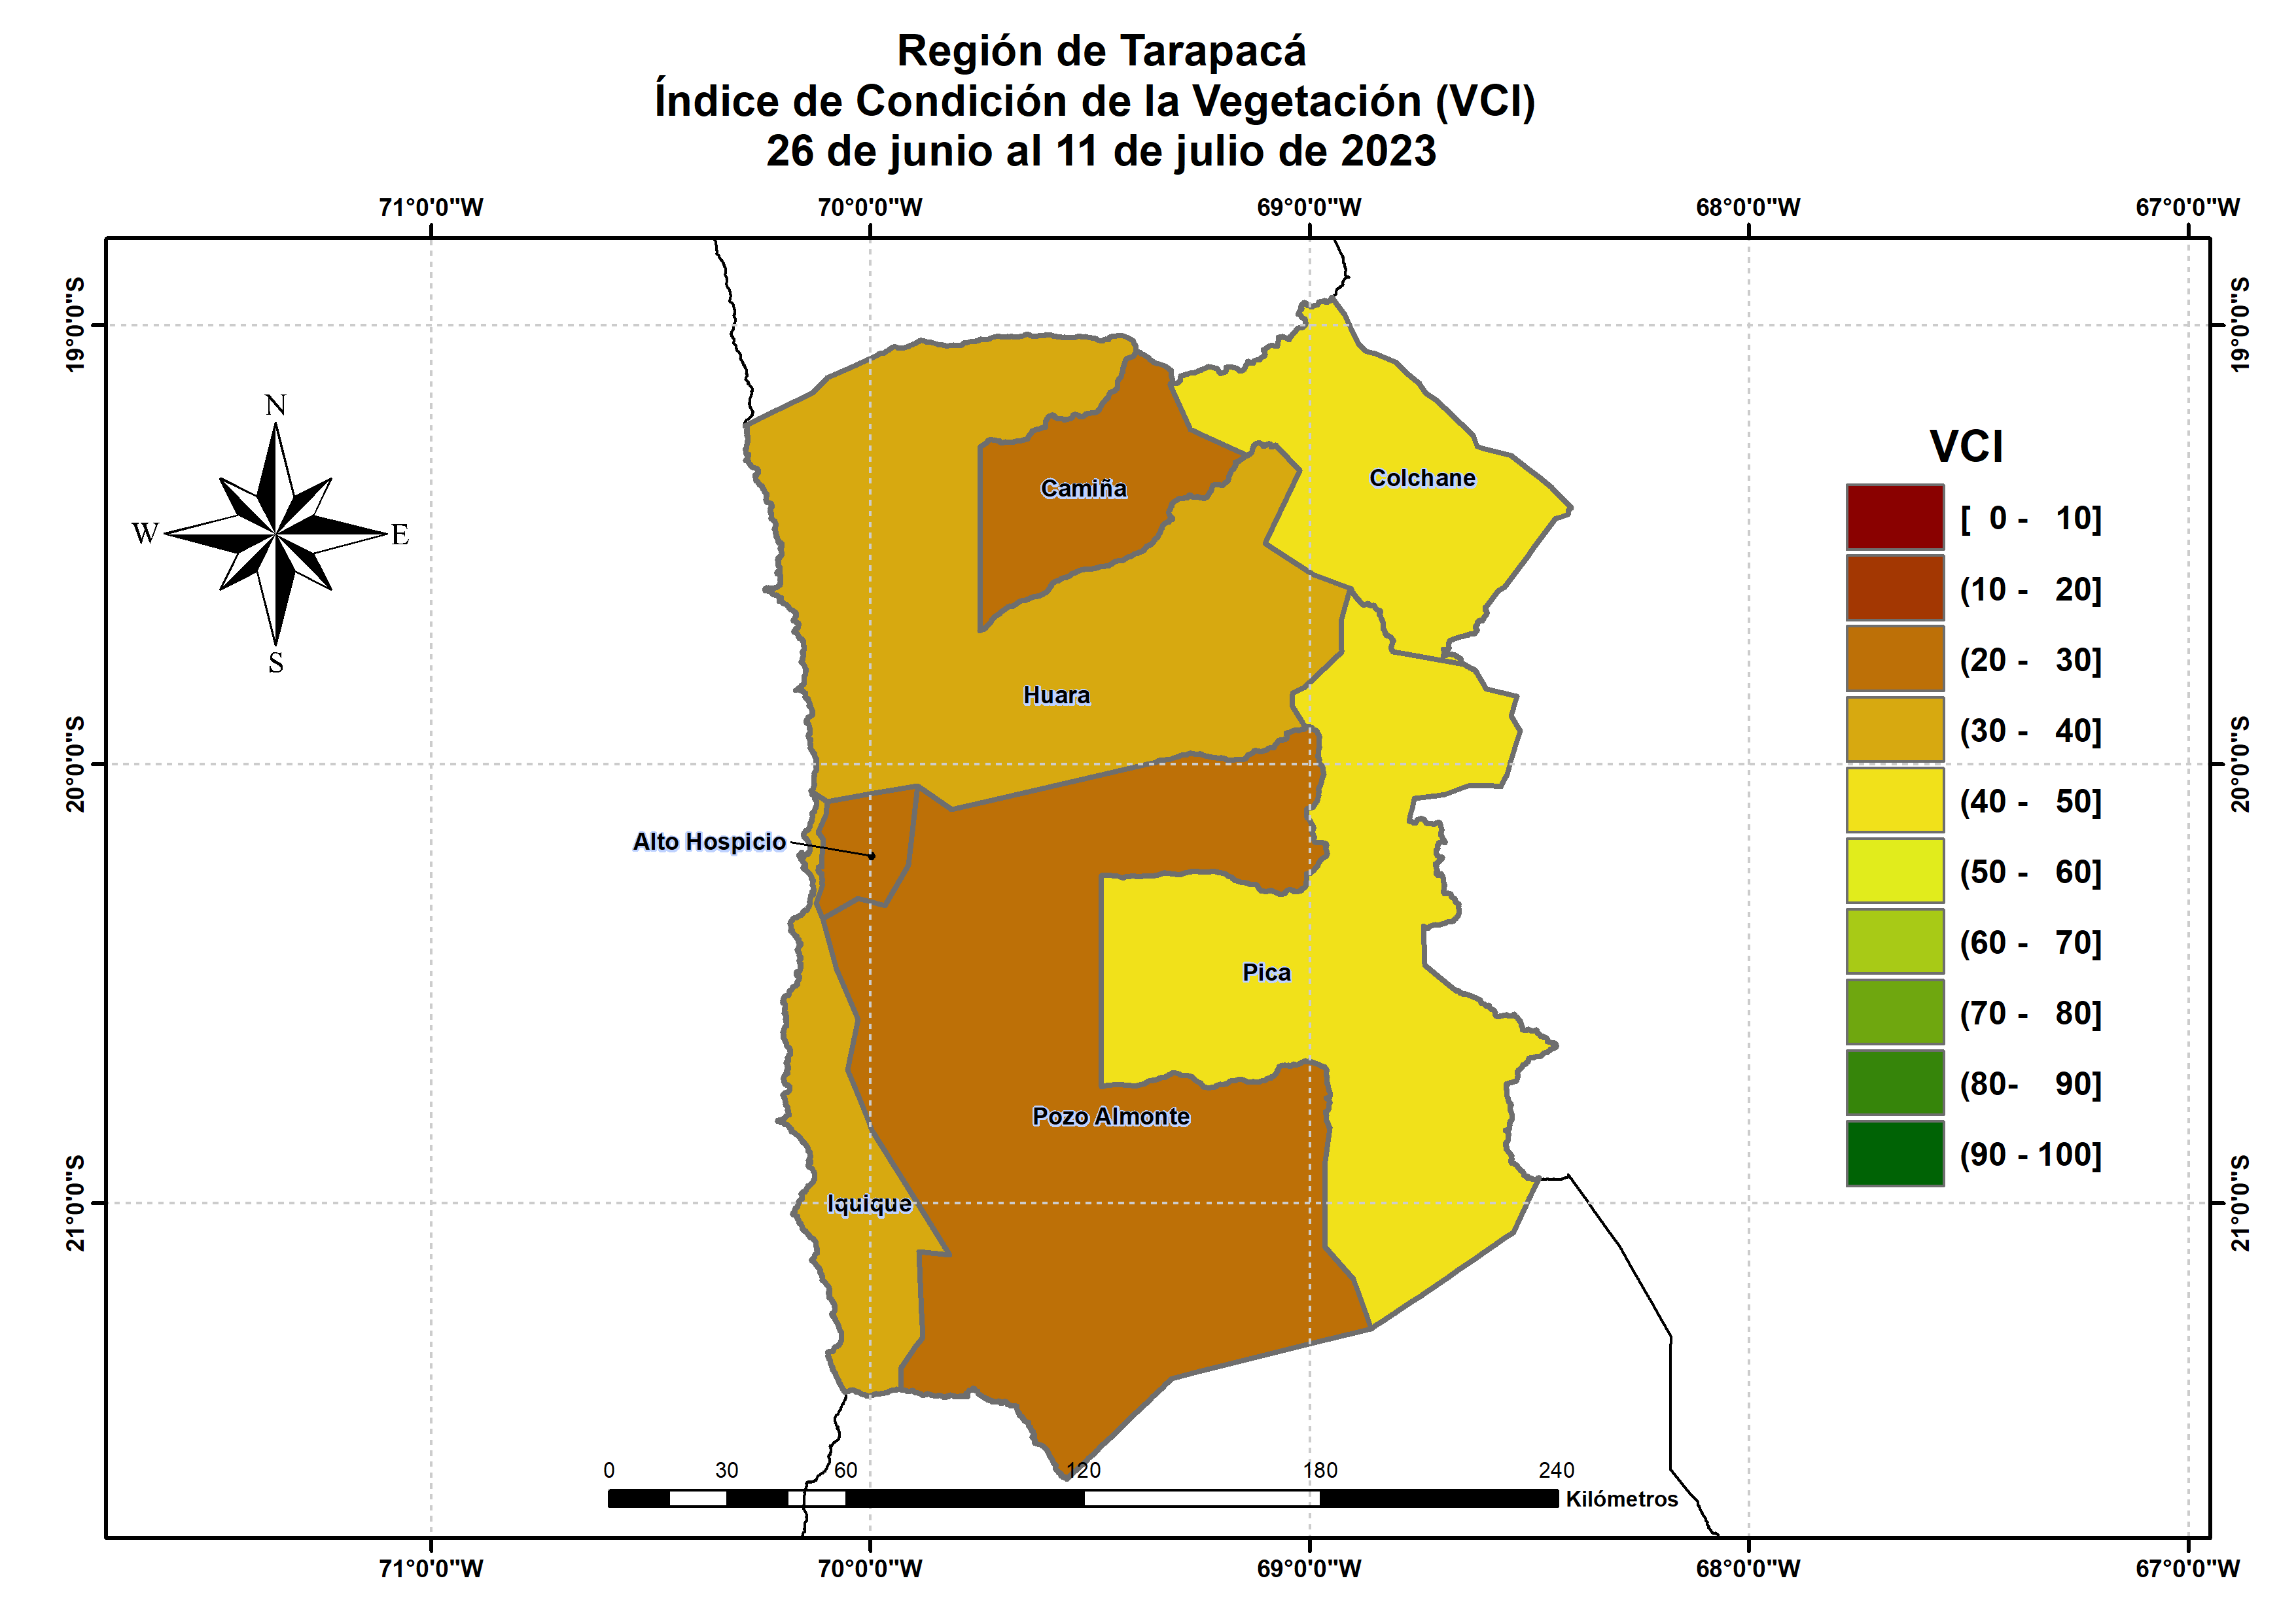 Región de Tarapacá
Índice de Condición de la Vegetación (VCI)
26 de junio al 11 de julio de 2023
71°0'0"W 70°0'0"W 69°0'0"W 68°0'0"W 67°0'0"W
19°0'0"S 19°0'0"S
N
W E
S
Camiña
Colchane
VCI
[ 0 - 10]
(10 - 20]
(20 - 30]
(30 - 40]
(40 - 50]
(50 - 60]
(60 - 70]
(70 - 80]
(80- 90]
(90 - 100]
Huara
20°0'0"S 20°0'0"S
Alto Hospicio
Pica
Pozo Almonte
Iquique
21°0'0"S 21°0'0"S
0 30 60 120 180 240
Kilómetros
71°0'0"W 70°0'0"W 69°0'0"W 68°0'0"W 67°0'0"W